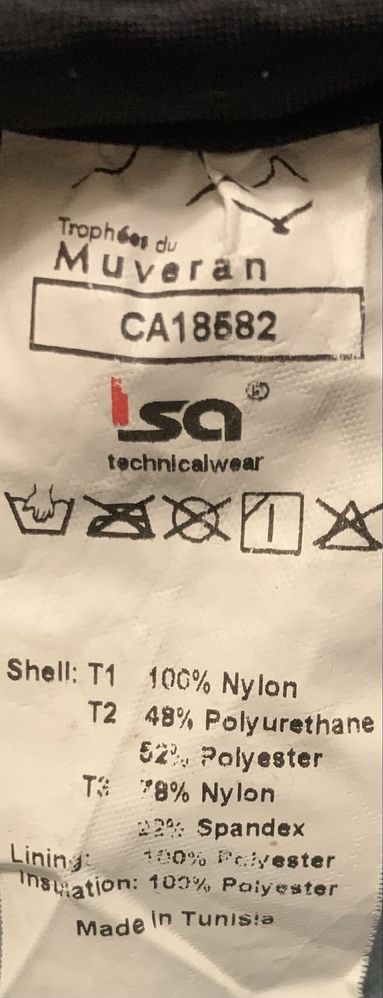 Trophées du
Muveran
CA18582
isa®
technicalwear
Shell: T1 100% Nylon
T2 48% Polyurethane
52% Polyester
T3 78% Nylon
22% Spandex
Lining: 100% Polyester
Insulation: 100% Polyester
Made In Tunisia